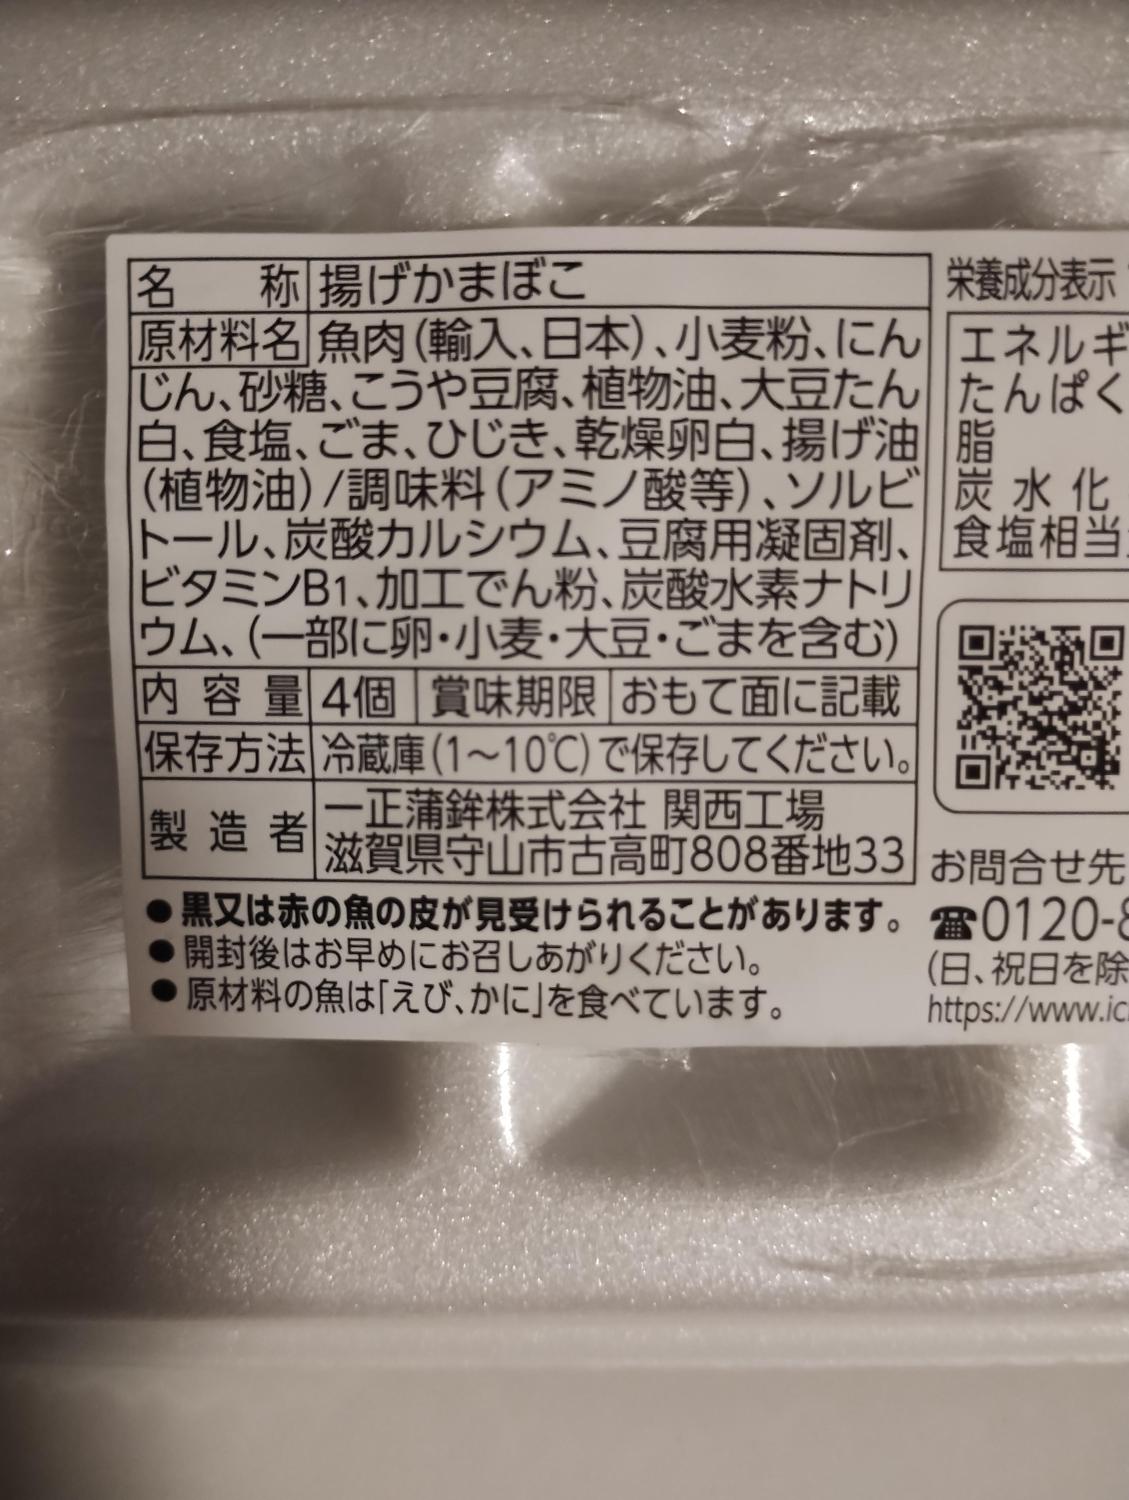 名称 揚げかまぼこ
原材料名 魚肉(輸入、日本)、小麦粉、にん
じん、砂糖、こうや豆腐、植物油、大豆たん
白、食塩、ごま、ひじき、乾燥卵白、揚げ油
(植物油)/調味料(アミノ酸等)、ソルビ
トール、炭酸カルシウム、豆腐用凝固剤、
ビタミンB1、加工でん粉、炭酸水素ナトリ
ウム、(一部に卵・小麦・大豆・ごまを含む)
内容量 4個 賞味期限 おもて面に記載
保存方法 冷蔵庫(1〜10℃)で保存してください。
製造者 一正蒲鉾株式会社 関西工場
滋賀県守山市古高町808番地33
●黒又は赤の魚の皮が見受けられることがあります。
●開封後はお早めにお召しあがりください。
●原材料の魚は「えび、かに」を食べています。
栄養成分表示
エネルギ
たんぱく
脂
炭水化
食塩相当
お問合せ先
☎0120-8
(日、祝日を除
https://www.ic